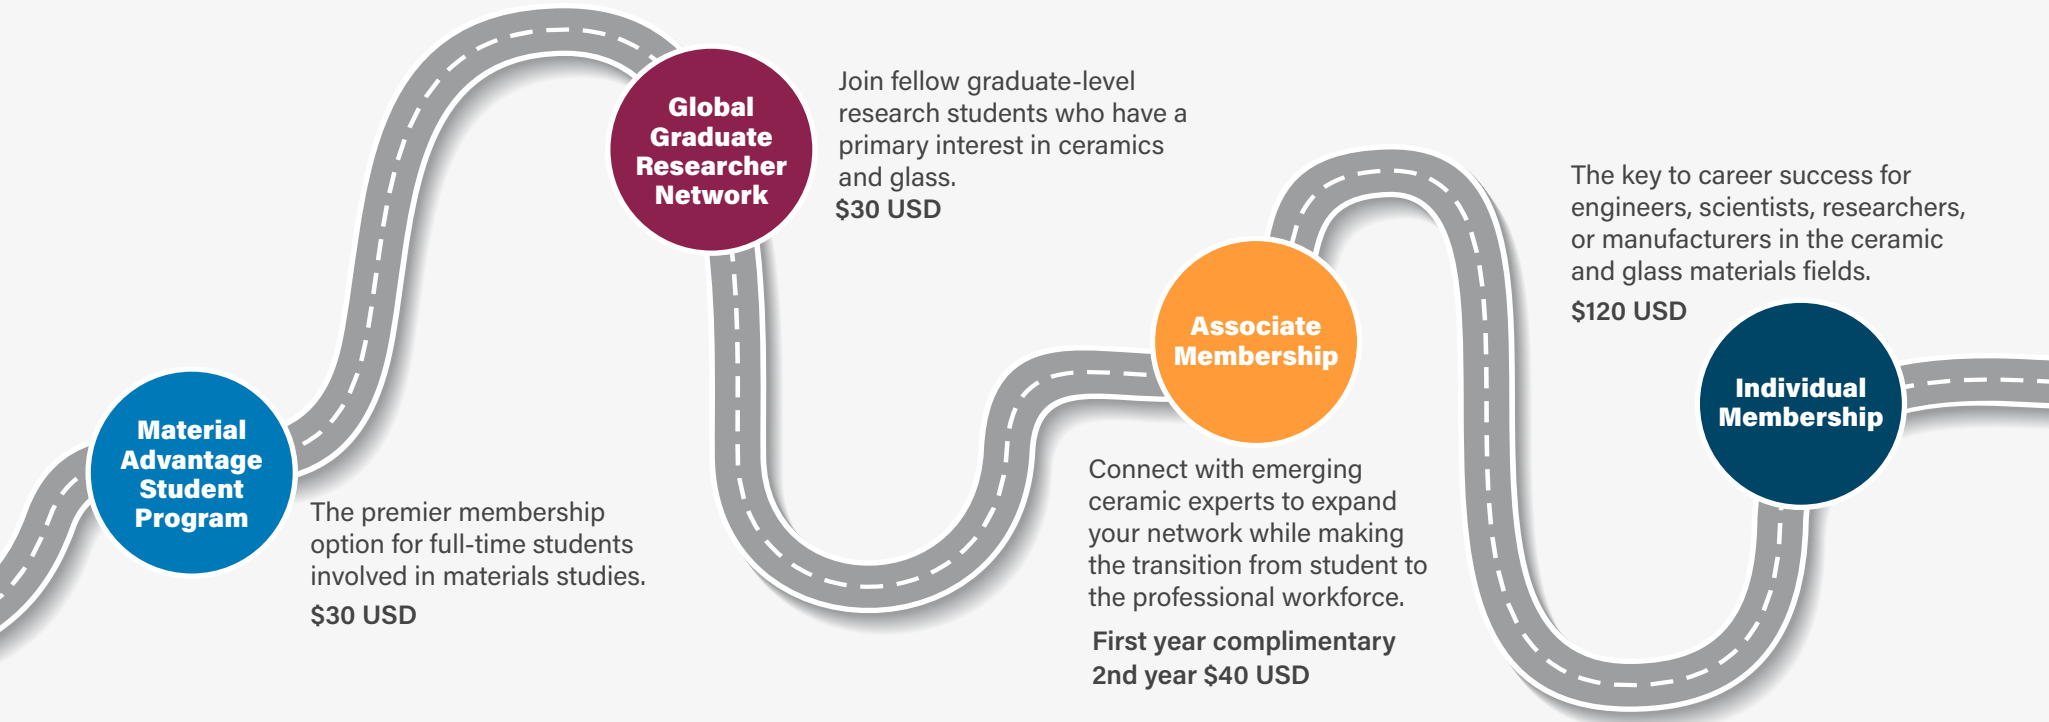 Material
Advantage
Student
Program
The premier membership
option for full-time students
involved in materials studies.
$30 USD
Global
Graduate
Researcher
Network
Join fellow graduate-level
research students who have a
primary interest in ceramics
and glass.
$30 USD
Associate
Membership
Connect with emerging
ceramic experts to expand
your network while making
the transition from student to
the professional workforce.
First year complimentary
2nd year $40 USD
The key to career success for
engineers, scientists, researchers,
or manufacturers in the ceramic
and glass materials fields.
$120 USD
Individual
Membership